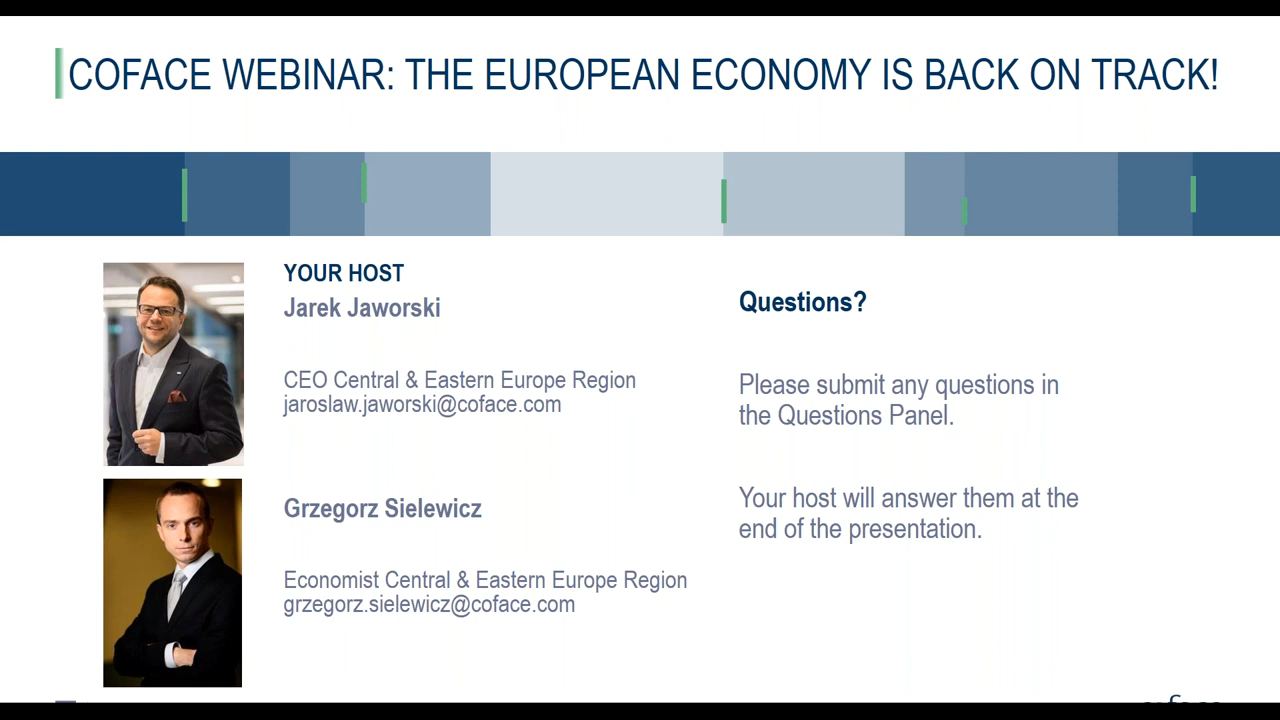 COFACE WEBINAR: THE EUROPEAN ECONOMY IS BACK ON TRACK!
YOUR HOST
Jarek Jaworski
CEO Central & Eastern Europe Region
jaroslaw.jaworski@coface.com
Grzegorz Sielewicz
Economist Central & Eastern Europe Region
grzegorz.sielewicz@coface.com
Questions?
Please submit any questions in
the Questions Panel.
Your host will answer them at the
end of the presentation.